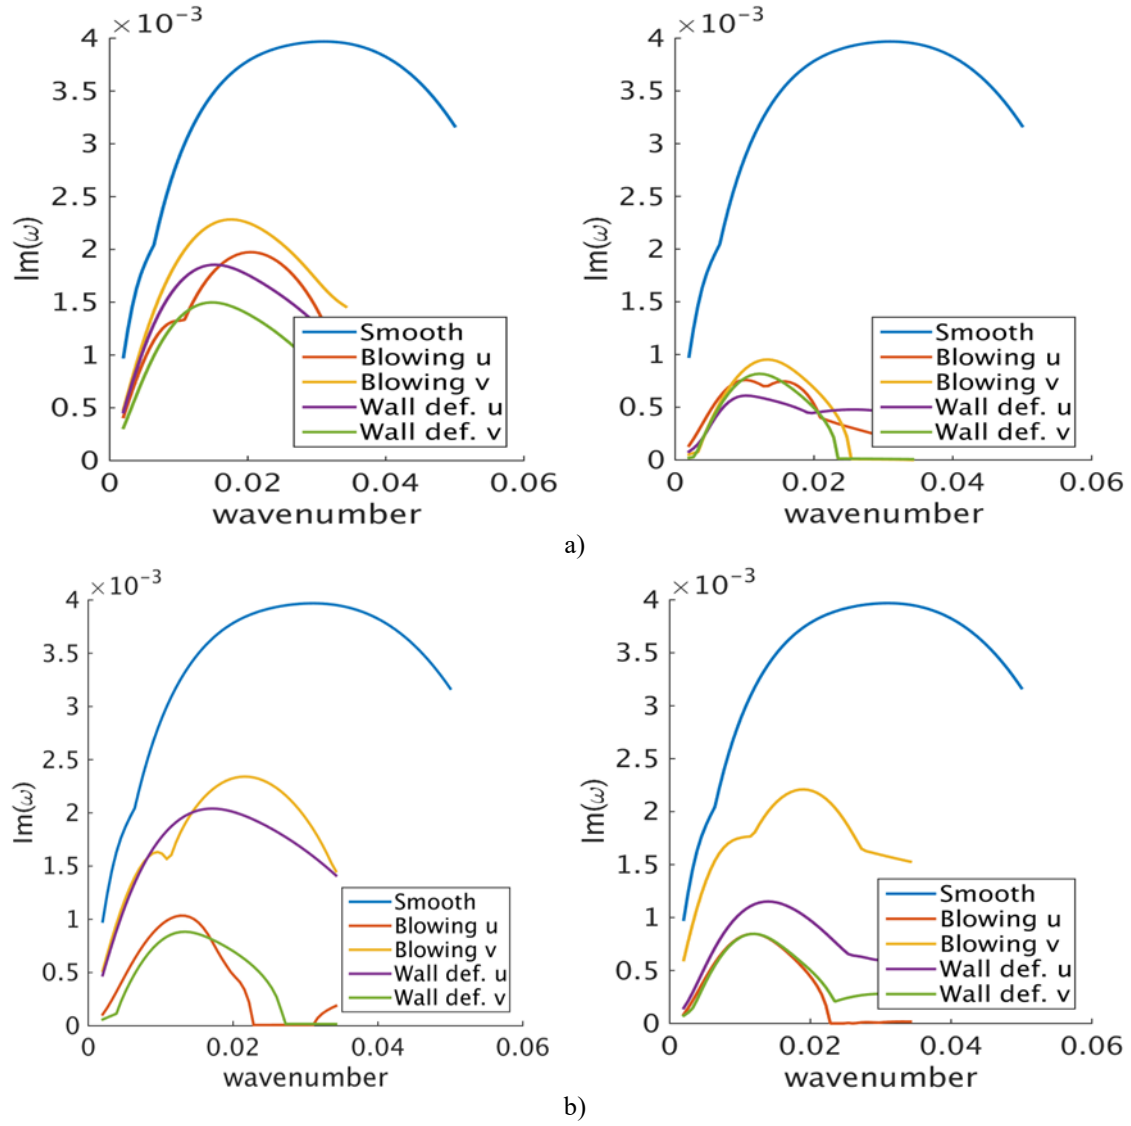 ×10⁻³
4
3.5
3
2.5
2
1.5
1
0.5
0
Im(ω)
Smooth
Blowing u
Blowing v
Wall def. u
Wall def. v
0 0.02 0.04 0.06
wavenumber
×10⁻³
4
3.5
3
2.5
2
1.5
1
0.5
0
Im(ω)
Smooth
Blowing u
Blowing v
Wall def. u
Wall def. v
0 0.02 0.04 0.06
wavenumber
a)
×10⁻³
4
3.5
3
2.5
2
1.5
1
0.5
0
Im(ω)
Smooth
Blowing u
Blowing v
Wall def. u
Wall def. v
0 0.02 0.04 0.06
wavenumber
×10⁻³
4
3.5
3
2.5
2
1.5
1
0.5
0
Im(ω)
Smooth
Blowing u
Blowing v
Wall def. u
Wall def. v
0 0.02 0.04 0.06
wavenumber
b)